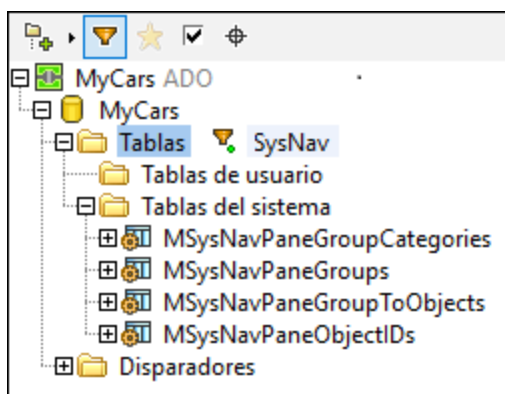 MyCars ADO
MyCars
Tablas SysNav
Tablas de usuario
Tablas del sistema
MSysNavPaneGroupCategories
MSysNavPaneGroups
MSysNavPaneGroupToObjects
MSysNavPaneObjectIDs
Disparadores